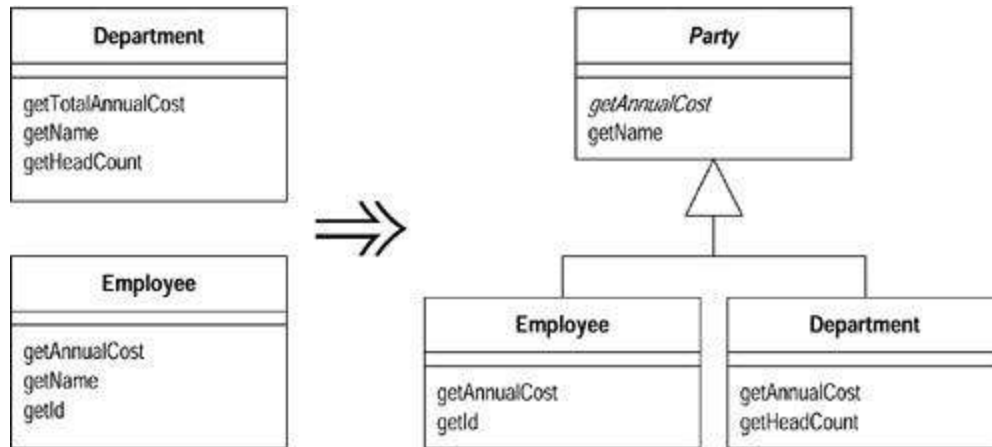 Department
getTotalAnnualCost
getName
getHeadCount
Employee
getAnnualCost
getName
getId
Party
getAnnualCost
getName
Employee
getAnnualCost
getId
Department
getAnnualCost
getHeadCount